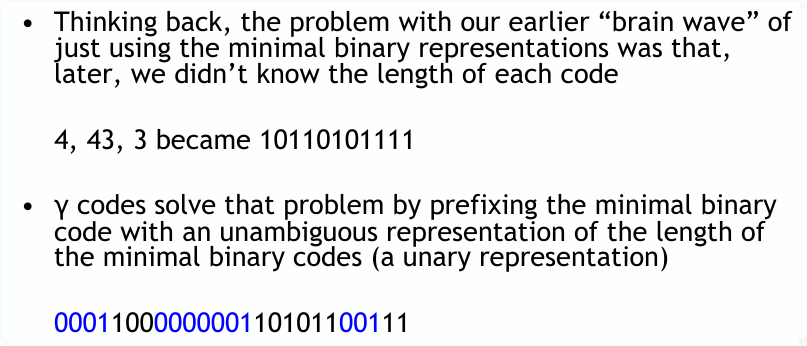 • Thinking back, the problem with our earlier “brain wave” of
just using the minimal binary representations was that,
later, we didn’t know the length of each code
4, 43, 3 became 10110101111
• γ codes solve that problem by prefixing the minimal binary
code with an unambiguous representation of the length of
the minimal binary codes (a unary representation)
0001100000000110101100111